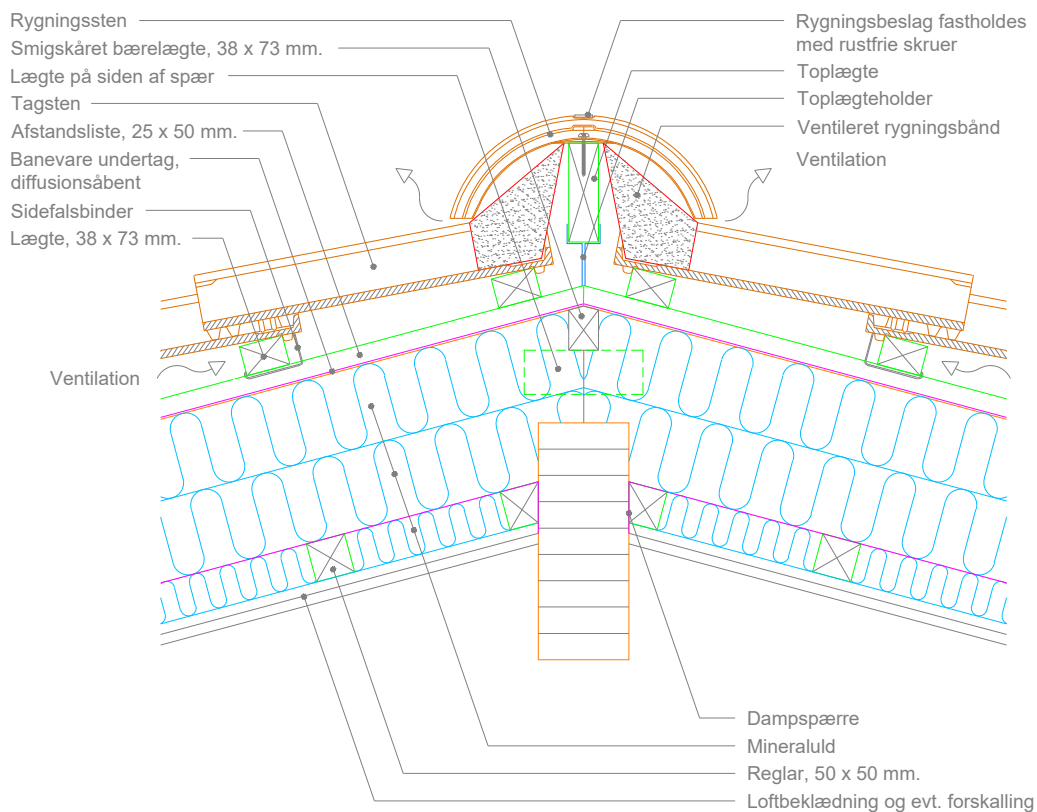 Rygningssten
Smigskåret bærelægte, 38 x 73 mm.
Lægte på siden af spær
Tagsten
Afstandsliste, 25 x 50 mm.
Banevare undertag,
diffusionsåbent
Sidefalsbinder
Lægte, 38 x 73 mm.
Ventilation
Rygningsbeslag fastholdes
med rustfrie skruer
Toplægte
Toplægteholder
Ventileret rygningsbånd
Ventilation
Dampspærre
Mineraluld
Reglar, 50 x 50 mm.
Loftbeklædning og evt. forskalling